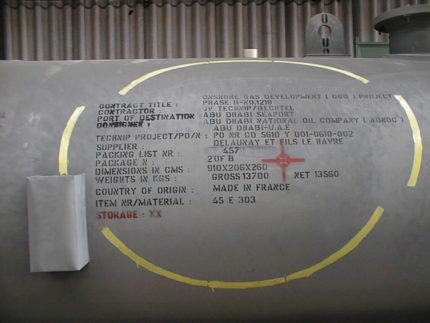 CONTRACT TITLE : ONSHORE GAS DEVELOPMENT ( OGD ) PROJECT
PHASE II-K0.1219
CONTRACTOR : JV TECHNIP/BECHTEL
PORT OF DESTINATION ABU DHABI SEAPORT
CONSIGNEE : ABU DHABI NATIONAL OIL COMPANY ( ADNOC )
ABU DHABI-U.A.E
TECHNIP PROJECT/PO/N : PO NR CO 5610 Y 001-0610-002
SUPPLIER : DELAUNAY ET FILS LE HAVRE
PACKING LIST NR : 457
PACKAGE N : 2 OF 8
DIMENSIONS IN CMS : 910X206X260
WEIGHTS IN KGS : GROSS 13700 NET 13560
COUNTRY OF ORIGIN : MADE IN FRANCE
ITEM NR/MATERIAL : 45 E 303
STORAGE : XX